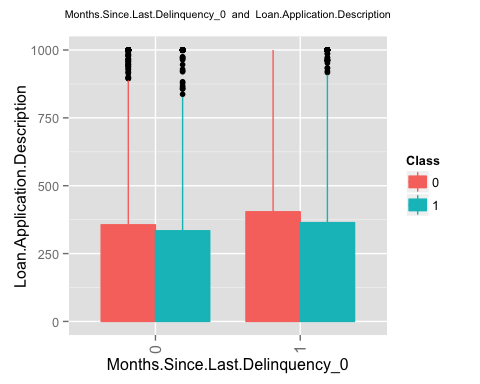 Months.Since.Last.Delinquency_0 and Loan.Application.Description
1000
750
500
250
0
Loan.Application.Description
0
1
Months.Since.Last.Delinquency_0
Class
0
1